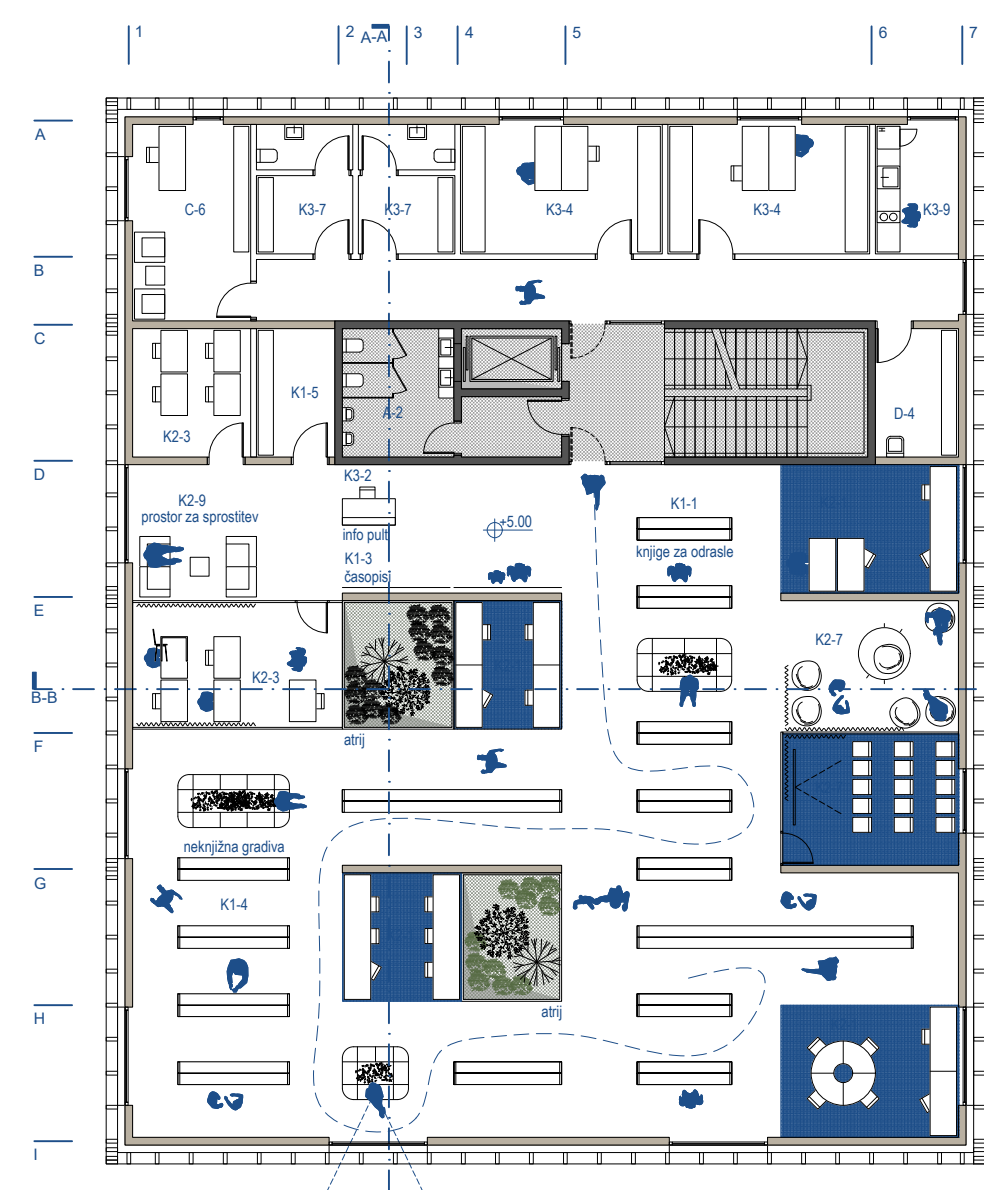 1
2
A-A
3
4
5
6
7
A
C-6
K3-7
K3-7
K3-4
K3-4
K3-9
B
C
K2-3
K1-5
A-2
D-4
D
K2-9
prostor za sprostitev
K3-2
info pult
K1-3
časopisi
+5.00
K1-1
knjige za odrasle
E
K2-3
K2-7
B-B
F
atrij
neknjižna gradiva
G
K1-4
H
atrij
I